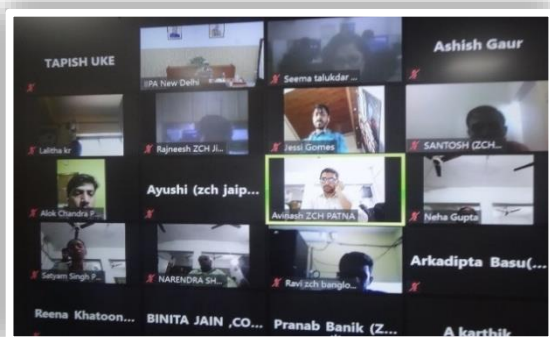 TAPISH UKE
IIPA New Delhi
Seema talukdar ...
Ashish Gaur
Lalitha kr
Rajneesh ZCH Ji...
Jessi Gomes
SANTOSH (ZCH...
Alok Chandra P...
Ayushi (zch jaip...
Avinash ZCH PATNA
Neha Gupta
Satyam Singh P...
NARENDRA SH...
Ravi zch banglo...
Arkadipta Basu(...
Reena Khatoon...
BINITA JAIN ,CO...
Pranab Banik (Z...
A karthik